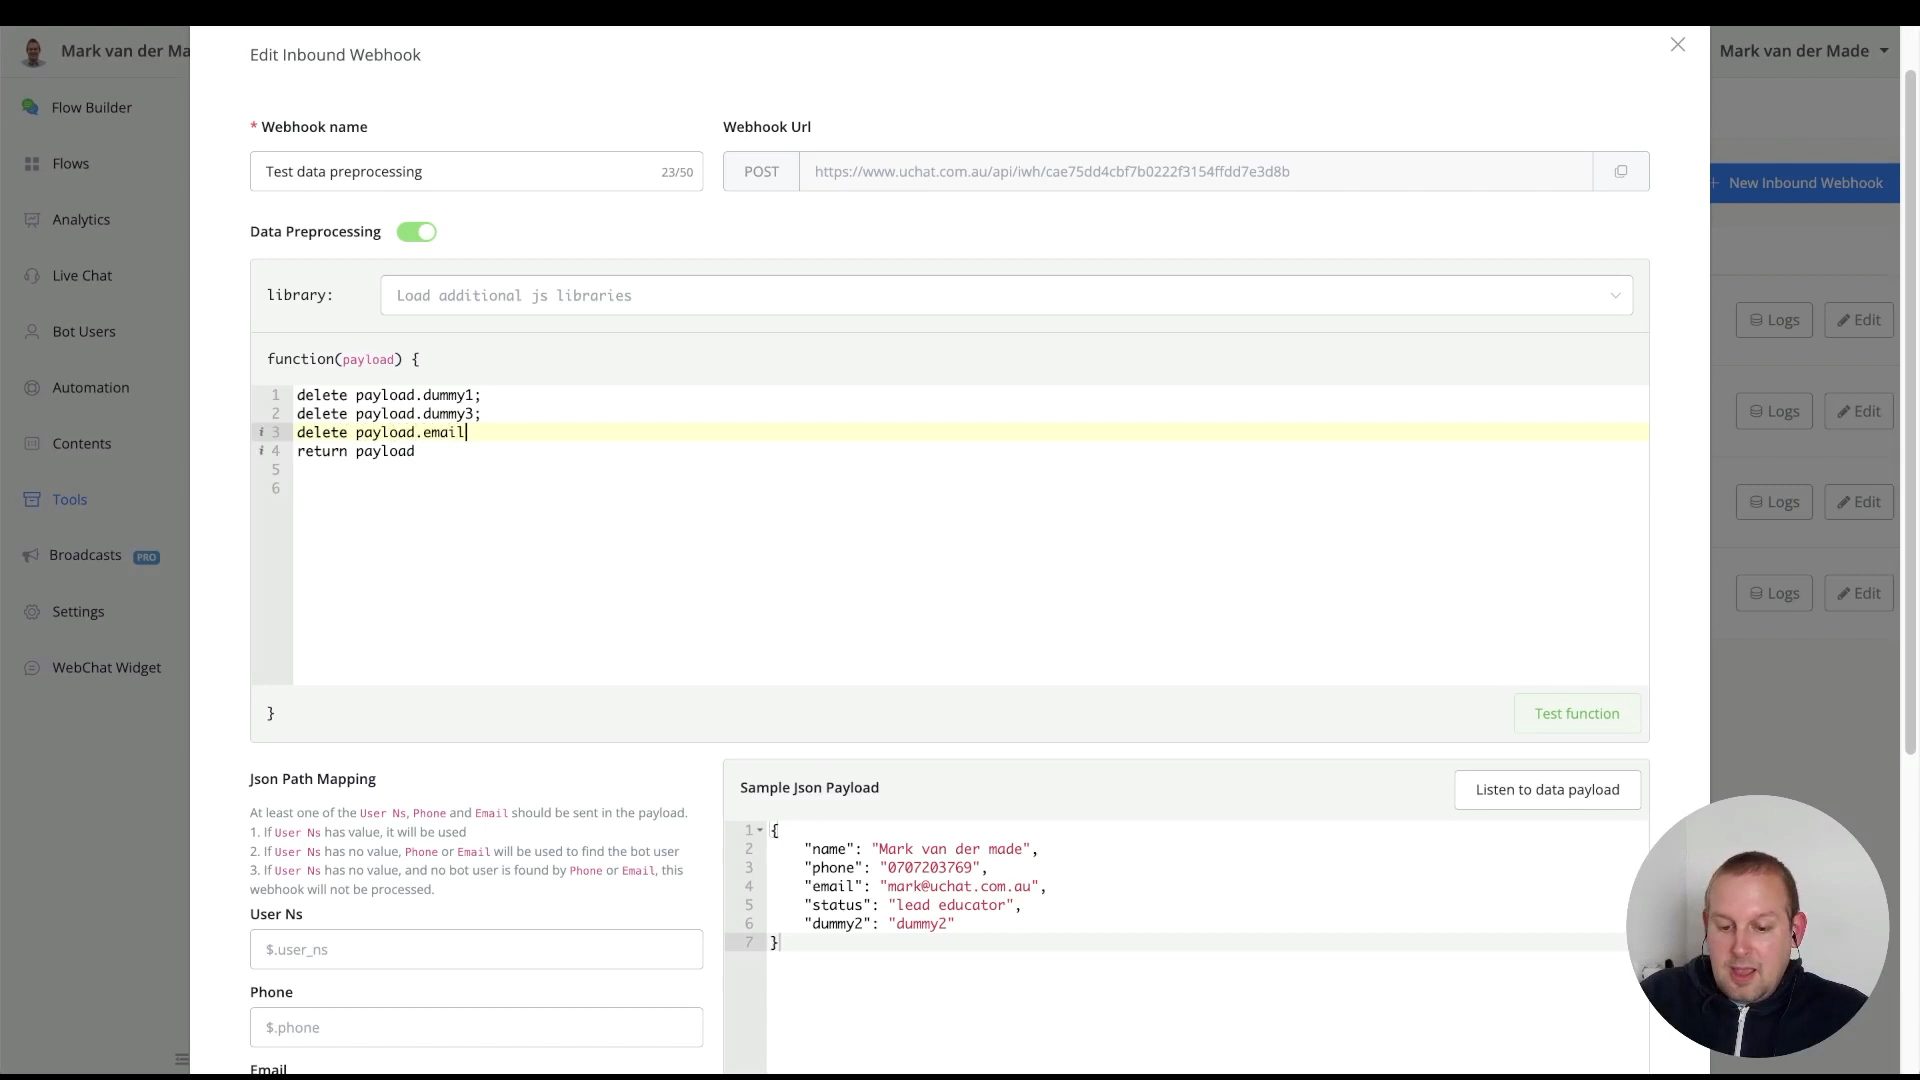 Mark van der Ma
Edit Inbound Webhook
Mark van der Made
Flow Builder
Flows
Analytics
Live Chat
Bot Users
Automation
Contents
Tools
Broadcasts PRO
Settings
WebChat Widget
* Webhook name
Test data preprocessing 23/50
Webhook Url
POST https://www.uchat.com.au/api/iwh/cae75dd4cbf7b0222f3154ffdd7e3d8b
+ New Inbound Webhook
Data Preprocessing
library: Load additional js libraries
function(payload) {
1 delete payload.dummy1;
2 delete payload.dummy3;
i 3 delete payload.email
i 4 return payload
5
6
}
Test function
Logs Edit
Logs Edit
Logs Edit
Logs Edit
Json Path Mapping
At least one of the User Ns, Phone and Email should be sent in the payload.
1. If User Ns has value, it will be used
2. If User Ns has no value, Phone or Email will be used to find the bot user
3. If User Ns has no value, and no bot user is found by Phone or Email, this
webhook will not be processed.
User Ns
$.user_ns
Phone
$.phone
Email
Sample Json Payload
Listen to data payload
1 {
2 "name": "Mark van der made",
3 "phone": "0707203769",
4 "email": "mark@uchat.com.au",
5 "status": "lead educator",
6 "dummy2": "dummy2"
7 }